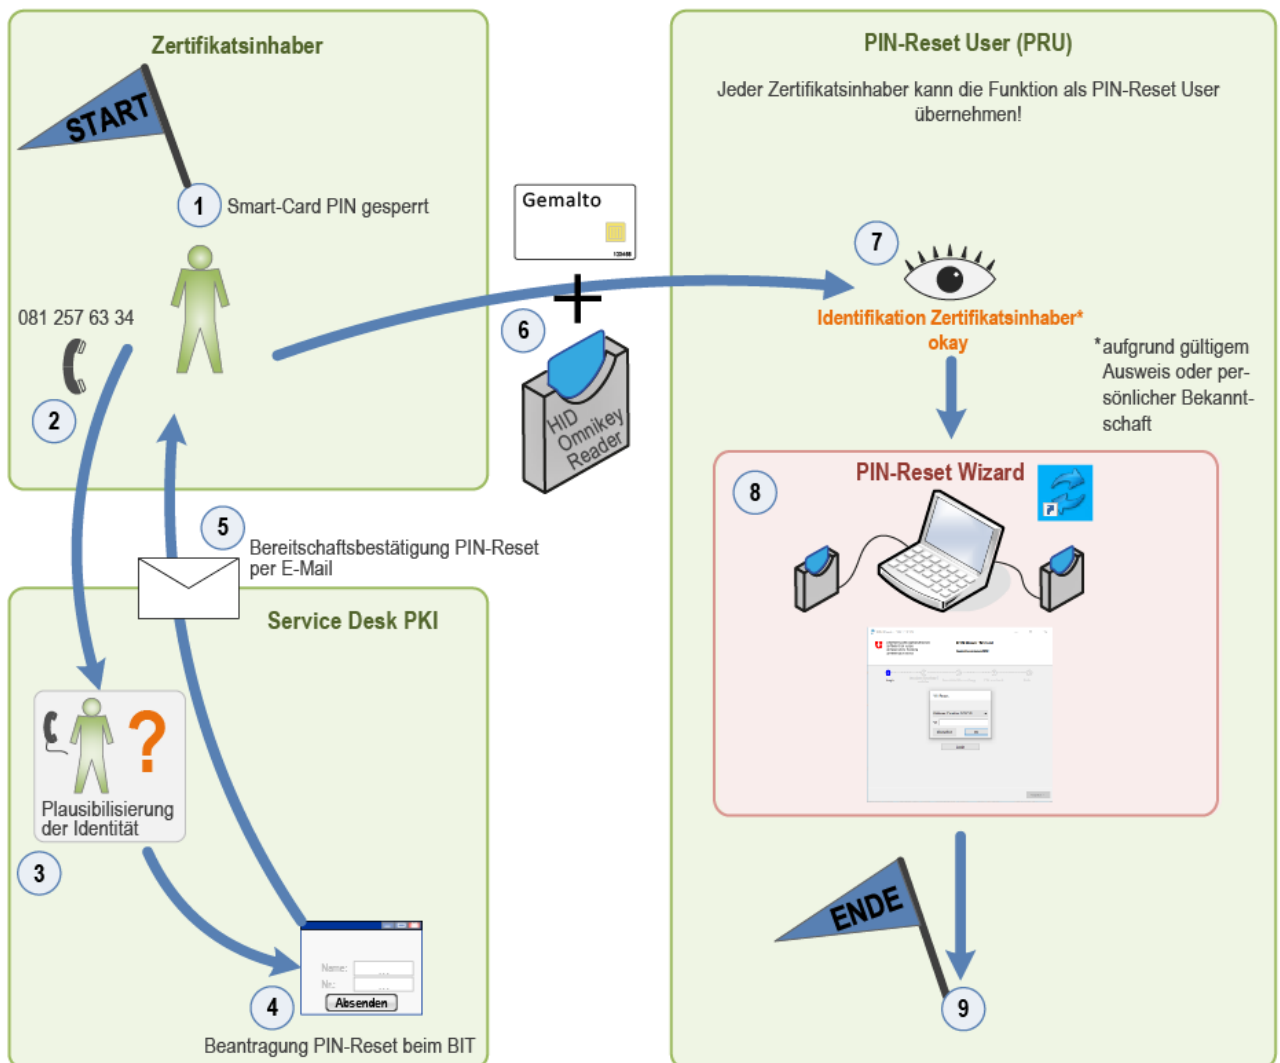 Zertifikatsinhaber
START
1
Smart-Card PIN gesperrt
081 257 63 34
2
5
Bereitschaftsbestätigung PIN-Reset
per E-Mail
Service Desk PKI
Plausibilisierung
der Identität
3
Name:
...
Nr.:
...
Absenden
4
Beantragung PIN-Reset beim BIT
Gemalto
123456
6
HID
Omnikey
Reader
PIN-Reset User (PRU)
Jeder Zertifikatsinhaber kann die Funktion als PIN-Reset User
übernehmen!
7
Identifikation Zertifikatsinhaber*
okay
*aufgrund gültigem
Ausweis oder per-
sönlicher Bekannt-
schaft
8
PIN-Reset Wizard
ENDE
9